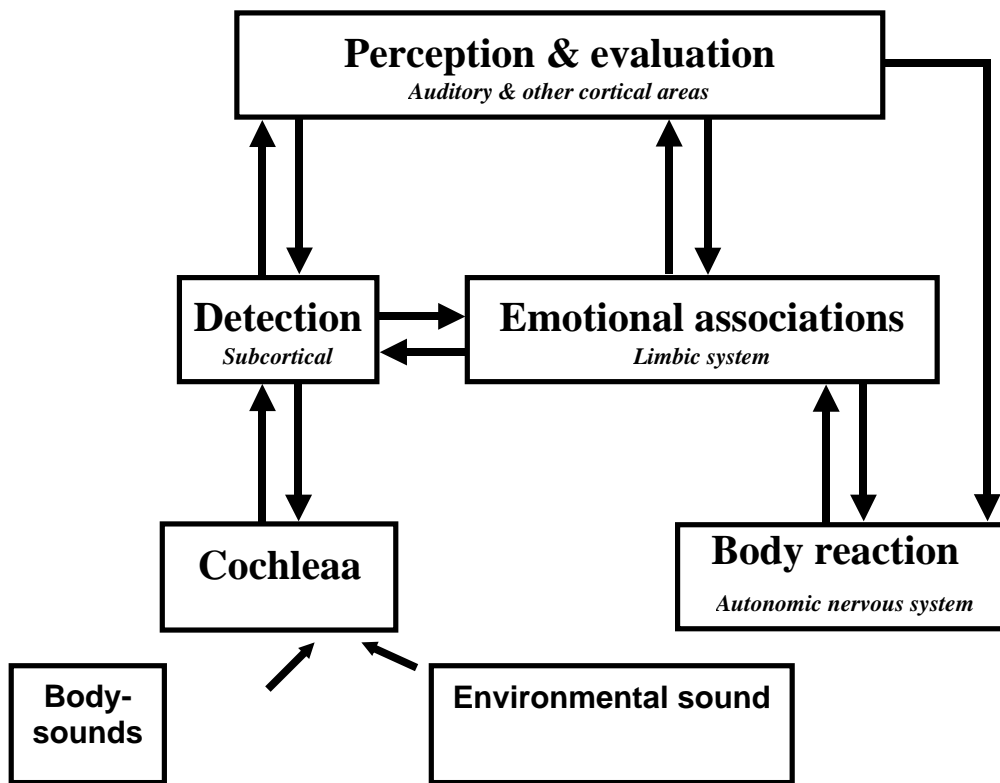 Perception & evaluation
Auditory & other cortical areas
Detection
Subcortical
Emotional associations
Limbic system
Cochleaa
Body reaction
Autonomic nervous system
Body-
sounds
Environmental sound